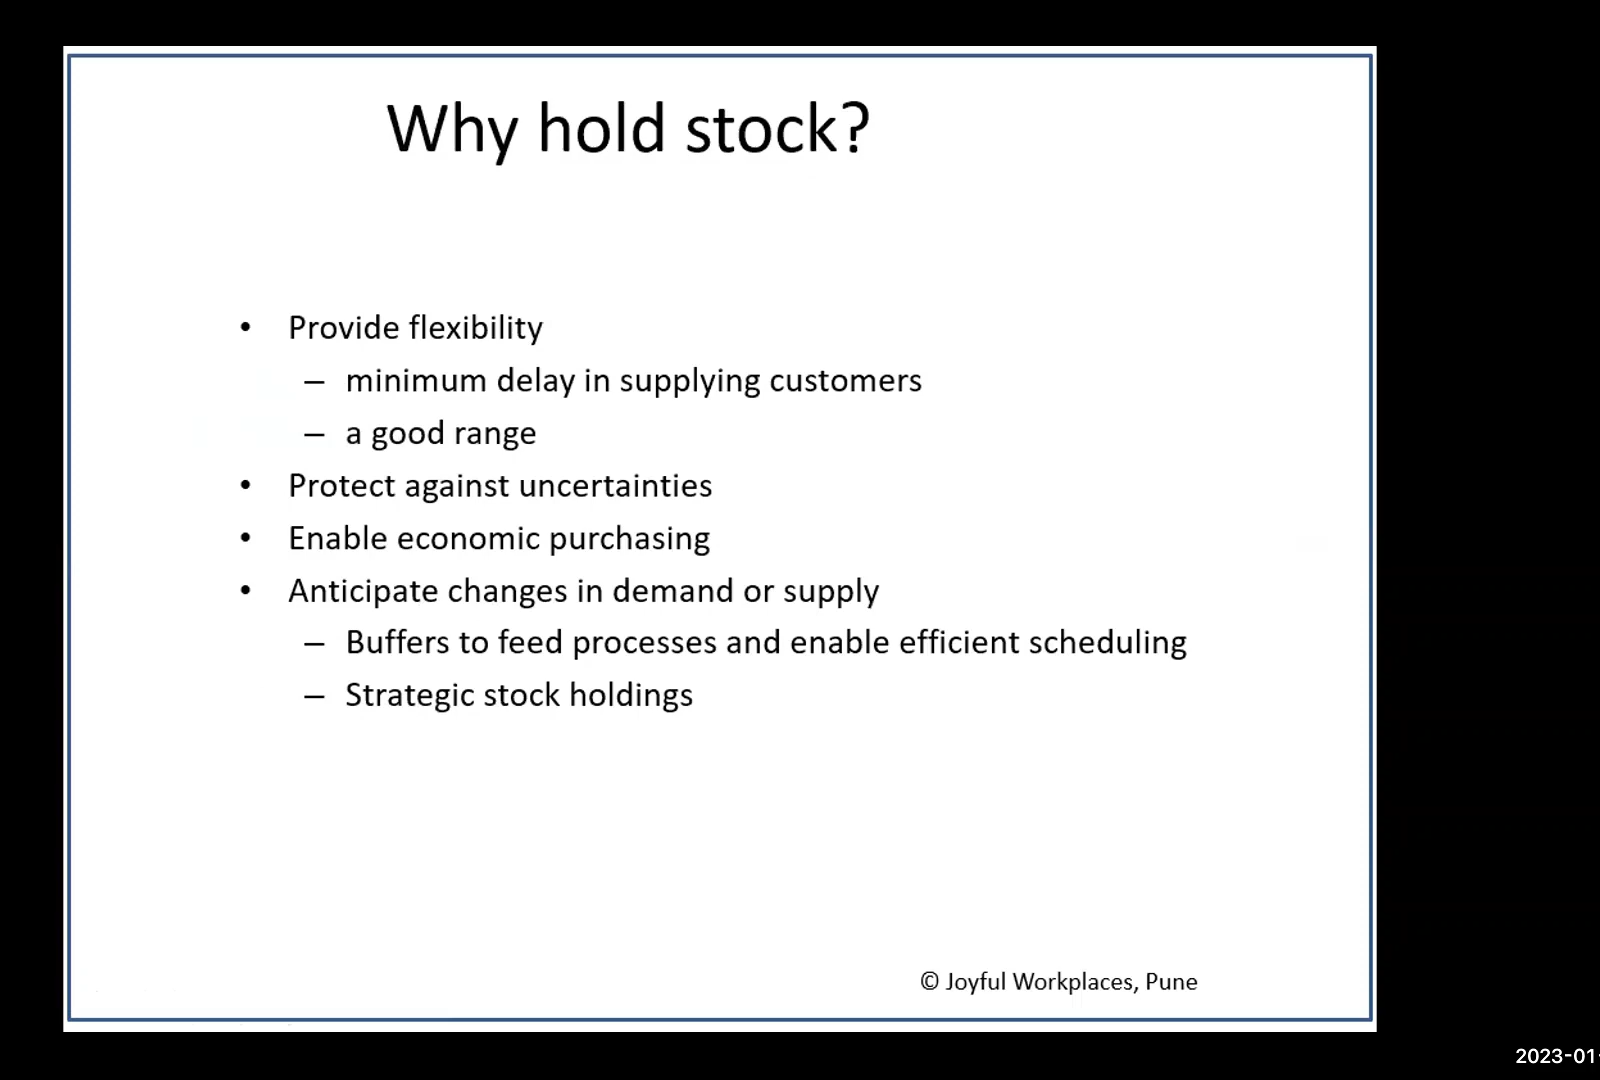 Why hold stock?
• Provide flexibility
– minimum delay in supplying customers
– a good range
• Protect against uncertainties
• Enable economic purchasing
• Anticipate changes in demand or supply
– Buffers to feed processes and enable efficient scheduling
– Strategic stock holdings
© Joyful Workplaces, Pune
2023-01-